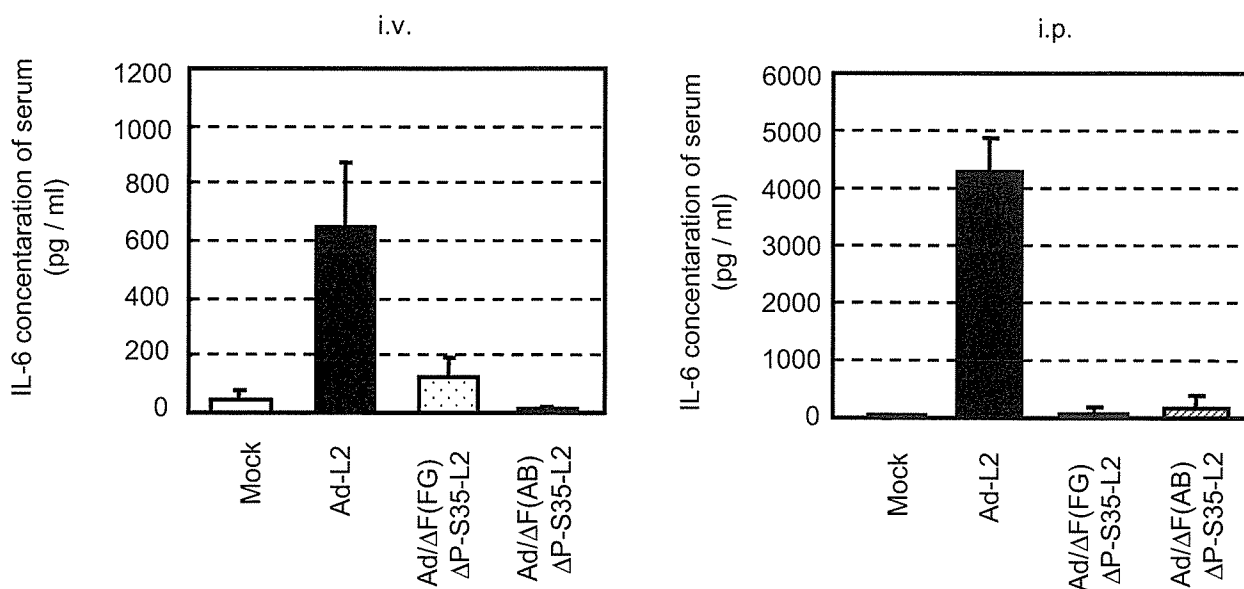 i.v.
IL-6 concentaration of serum
(pg / ml)
1200
1000
800
600
400
200
0
Mock
Ad-L2
Ad/ΔF(FG)
ΔP-S35-L2
Ad/ΔF(AB)
ΔP-S35-L2
i.p.
IL-6 concentaration of serum
(pg / ml)
6000
5000
4000
3000
2000
1000
0
Mock
Ad-L2
Ad/ΔF(FG)
ΔP-S35-L2
Ad/ΔF(AB)
ΔP-S35-L2